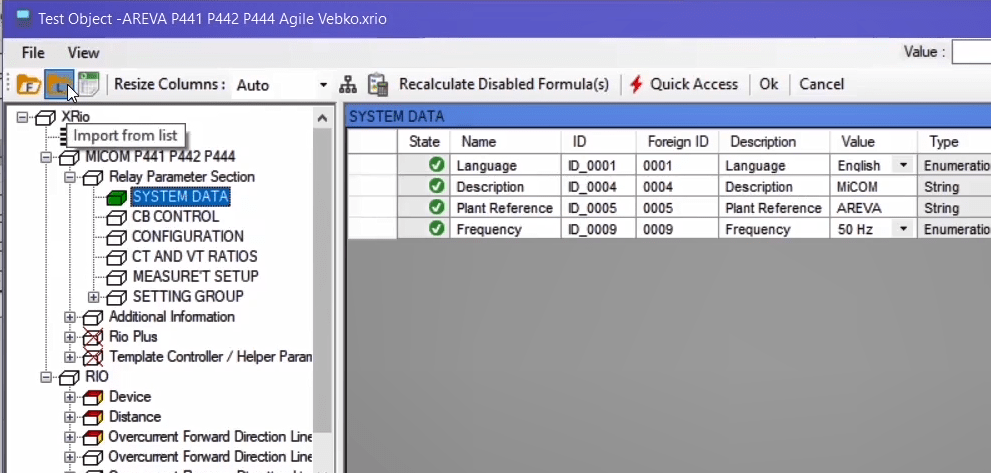 Test Object -AREVA P441 P442 P444 Agile Vebko.xrio
File View Value :
F L Resize Columns : Auto Recalculate Disabled Formula(s) Quick Access Ok Cancel
XRio
Import from list
MICOM P441 P442 P444
Relay Parameter Section
SYSTEM DATA
CB CONTROL
CONFIGURATION
CT AND VT RATIOS
MEASURE'T SETUP
SETTING GROUP
Additional Information
Rio Plus
Template Controller / Helper Param
RIO
Device
Distance
Overcurrent Forward Direction Line
Overcurrent Forward Direction Line
SYSTEM DATA
State Name ID Foreign ID Description Value Type
Language ID_0001 0001 Language English Enumeratio
Description ID_0004 0004 Description MiCOM String
Plant Reference ID_0005 0005 Plant Reference AREVA String
Frequency ID_0009 0009 Frequency 50 Hz Enumeratio